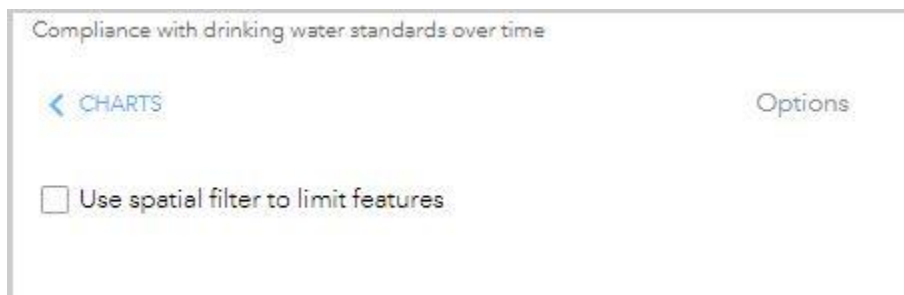 Compliance with drinking water standards over time
CHARTS
Options
Use spatial filter to limit features